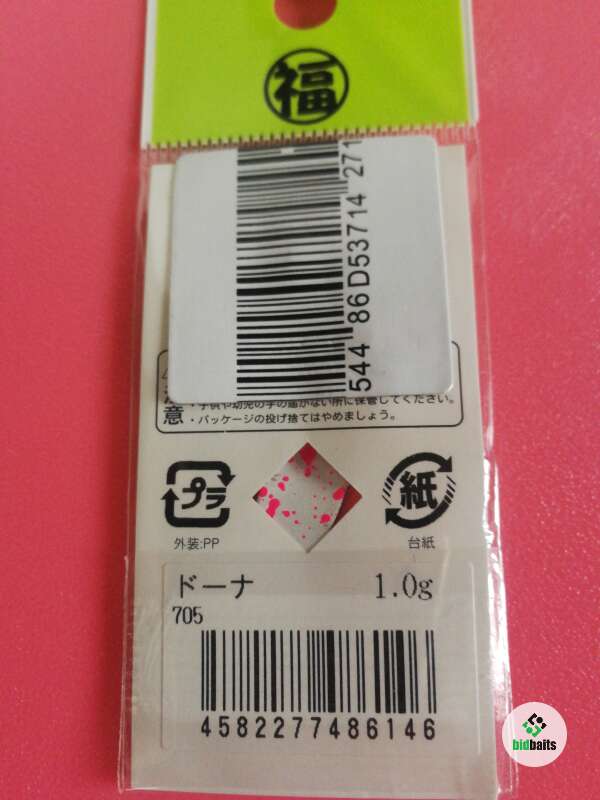 福
544 86D53714 271
意
・子供や幼児の手の届かない所に保管してください。
・パッケージの投げ捨てはやめましょう。
プラ
紙
外装:PP
台紙
ドーナ 1.0g
705
4582277486146
bidbaits